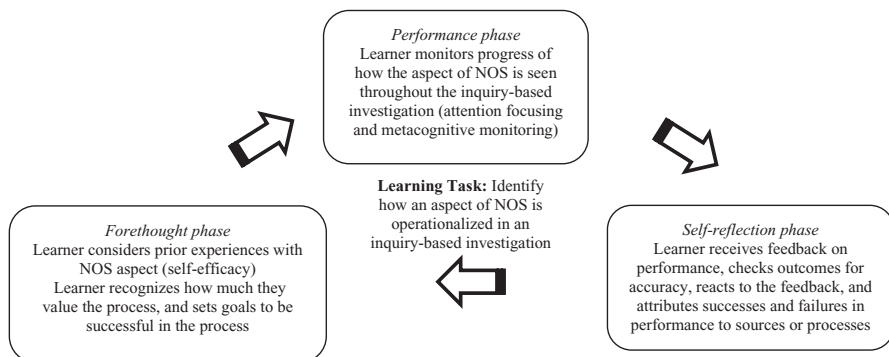 Performance phase
Learner monitors progress of
how the aspect of NOS is seen
throughout the inquiry-based
investigation (attention focusing
and metacognitive monitoring)
Learning Task: Identify
how an aspect of NOS is
operationalized in an
inquiry-based investigation
Forethought phase
Learner considers prior experiences with
NOS aspect (self-efficacy)
Learner recognizes how much they
value the process, and sets goals to be
successful in the process
Self-reflection phase
Learner receives feedback on
performance, checks outcomes for
accuracy, reacts to the feedback, and
attributes successes and failures in
performance to sources or processes